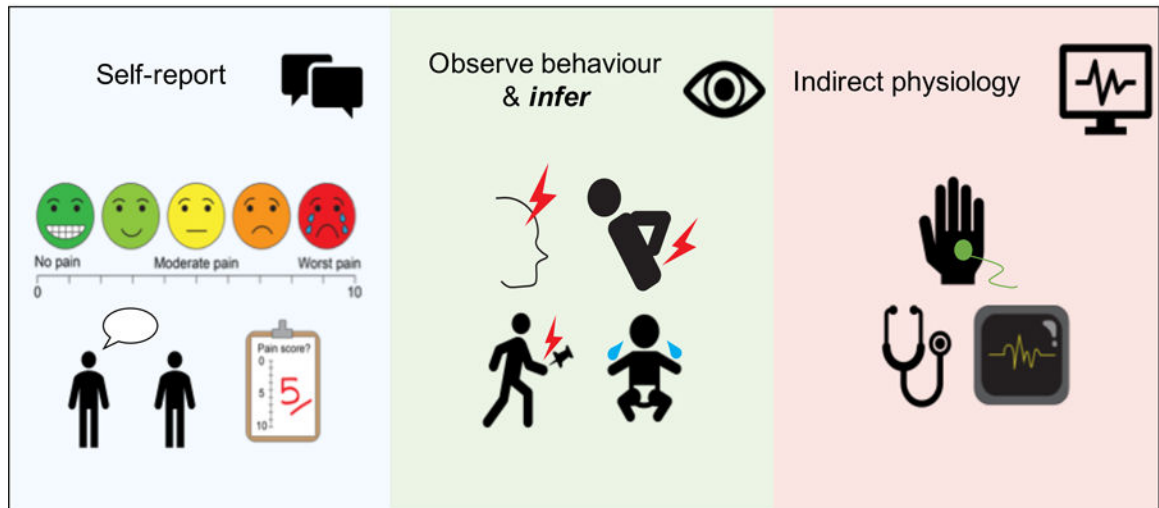 Self-report
No pain
Moderate pain
Worst pain
0
10
Pain score?
0
5
10
5/
Observe behaviour
& infer
Indirect physiology